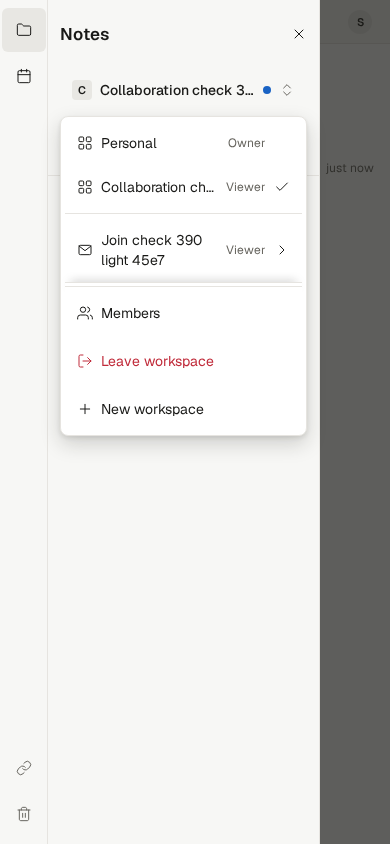 Notes
S
C Collaboration check 3...
just now
Personal Owner
Collaboration ch... Viewer
Join check 390
light 45e7
Viewer
Members
Leave workspace
New workspace